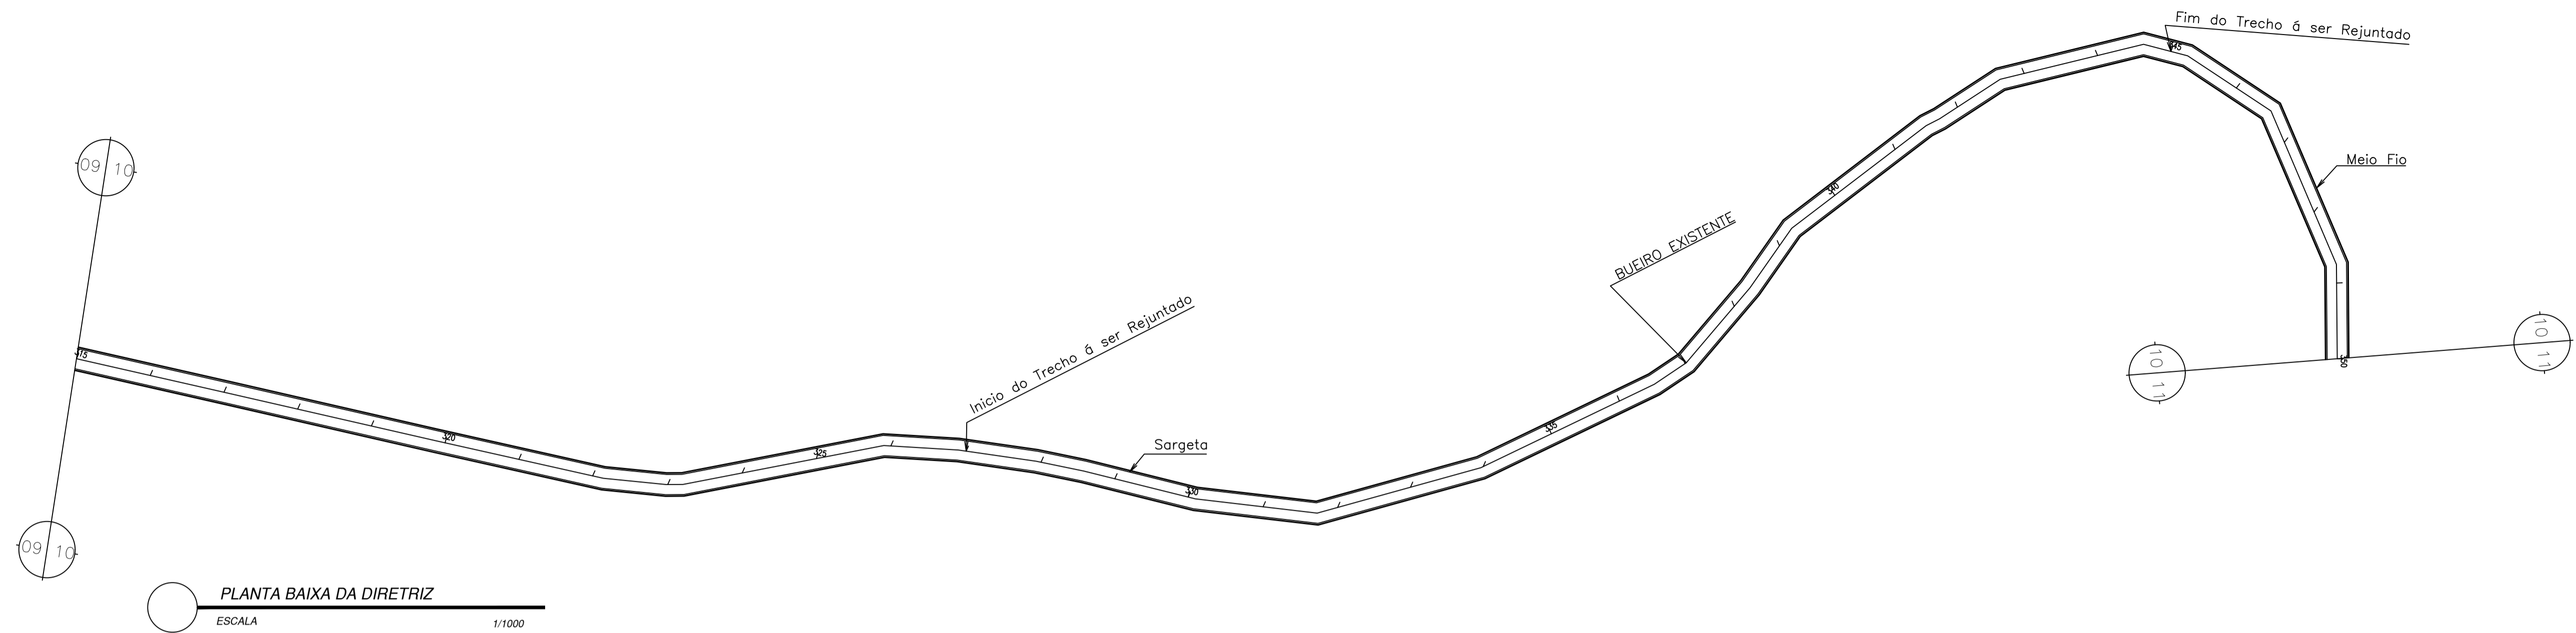 Fim do Trecho á ser Rejuntado
345
09 10
Meio Fio
340
BUEIRO EXISTENTE
Inicio do Trecho á ser Rejuntado
10 11
10 11
315
320
325
Sargeta
335
330
09 10
PLANTA BAIXA DA DIRETRIZ
ESCALA 1/1000